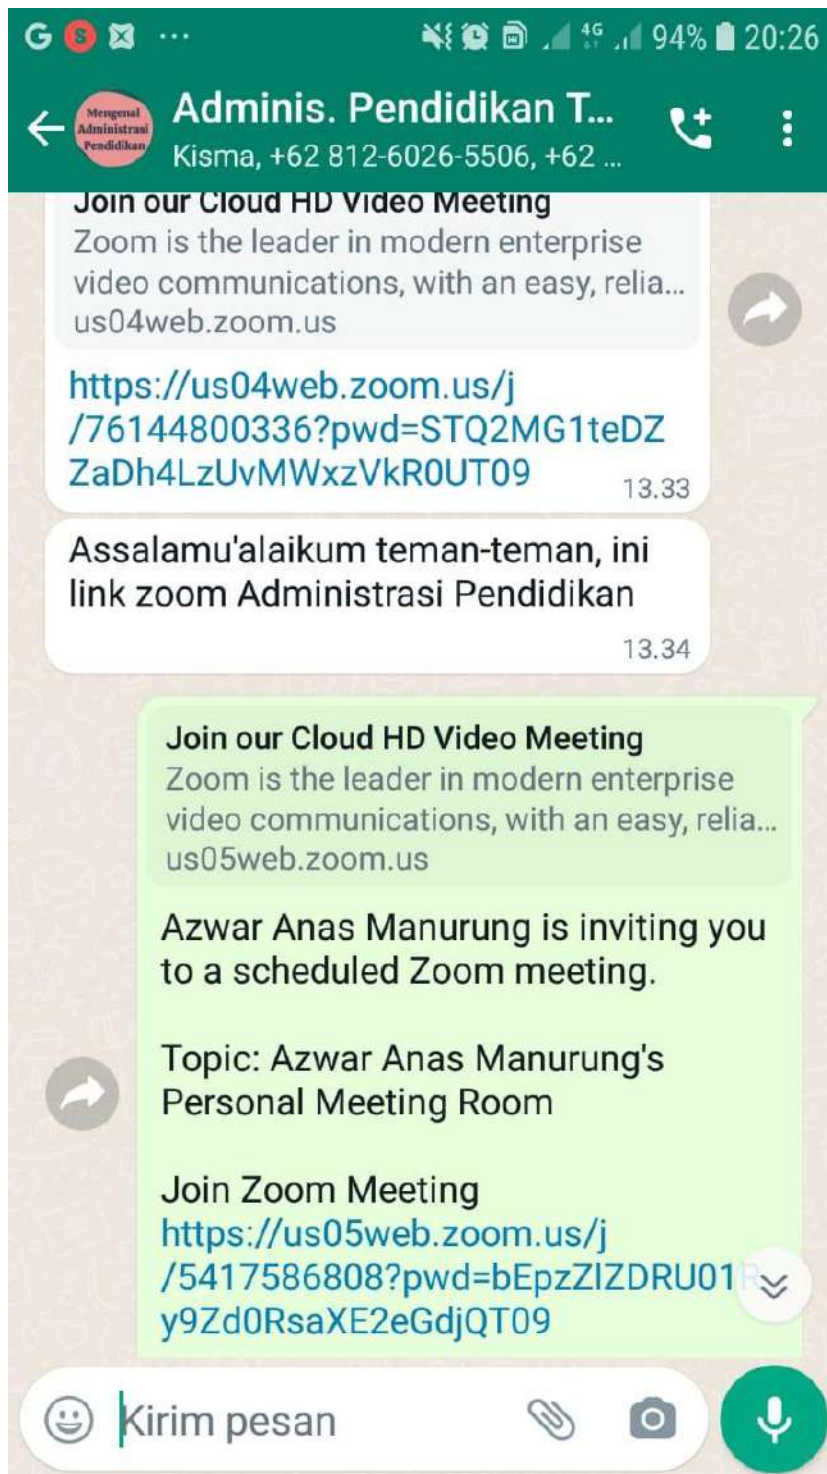 94% 20:26
4G
Mengenal
Administrasi
Pendidikan
Adminis. Pendidikan T...
Kisma, +62 812-6026-5506, +62 ...
Join our Cloud HD Video Meeting
Zoom is the leader in modern enterprise
video communications, with an easy, relia...
us04web.zoom.us
https://us04web.zoom.us/j
/76144800336?pwd=STQ2MG1teDZ
ZaDh4LzUvMWxzVkR0UT09
13.33
Assalamu'alaikum teman-teman, ini
link zoom Administrasi Pendidikan
13.34
Join our Cloud HD Video Meeting
Zoom is the leader in modern enterprise
video communications, with an easy, relia...
us05web.zoom.us
Azwar Anas Manurung is inviting you
to a scheduled Zoom meeting.
Topic: Azwar Anas Manurung's
Personal Meeting Room
Join Zoom Meeting
https://us05web.zoom.us/j
/5417586808?pwd=bEpzZlZDRU01R
y9Zd0RsaXE2eGdjQT09
Kirim pesan